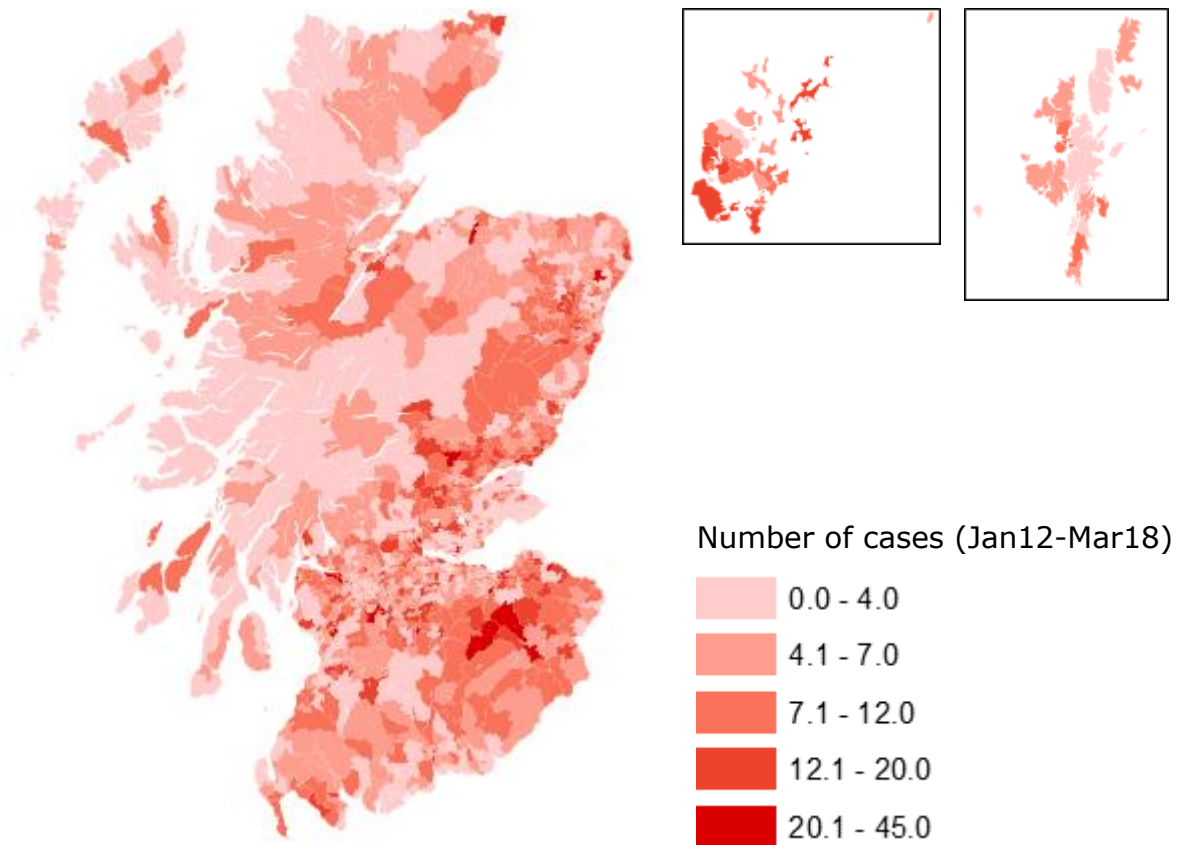 Number of cases (Jan12-Mar18)
0.0 - 4.0
4.1 - 7.0
7.1 - 12.0
12.1 - 20.0
20.1 - 45.0